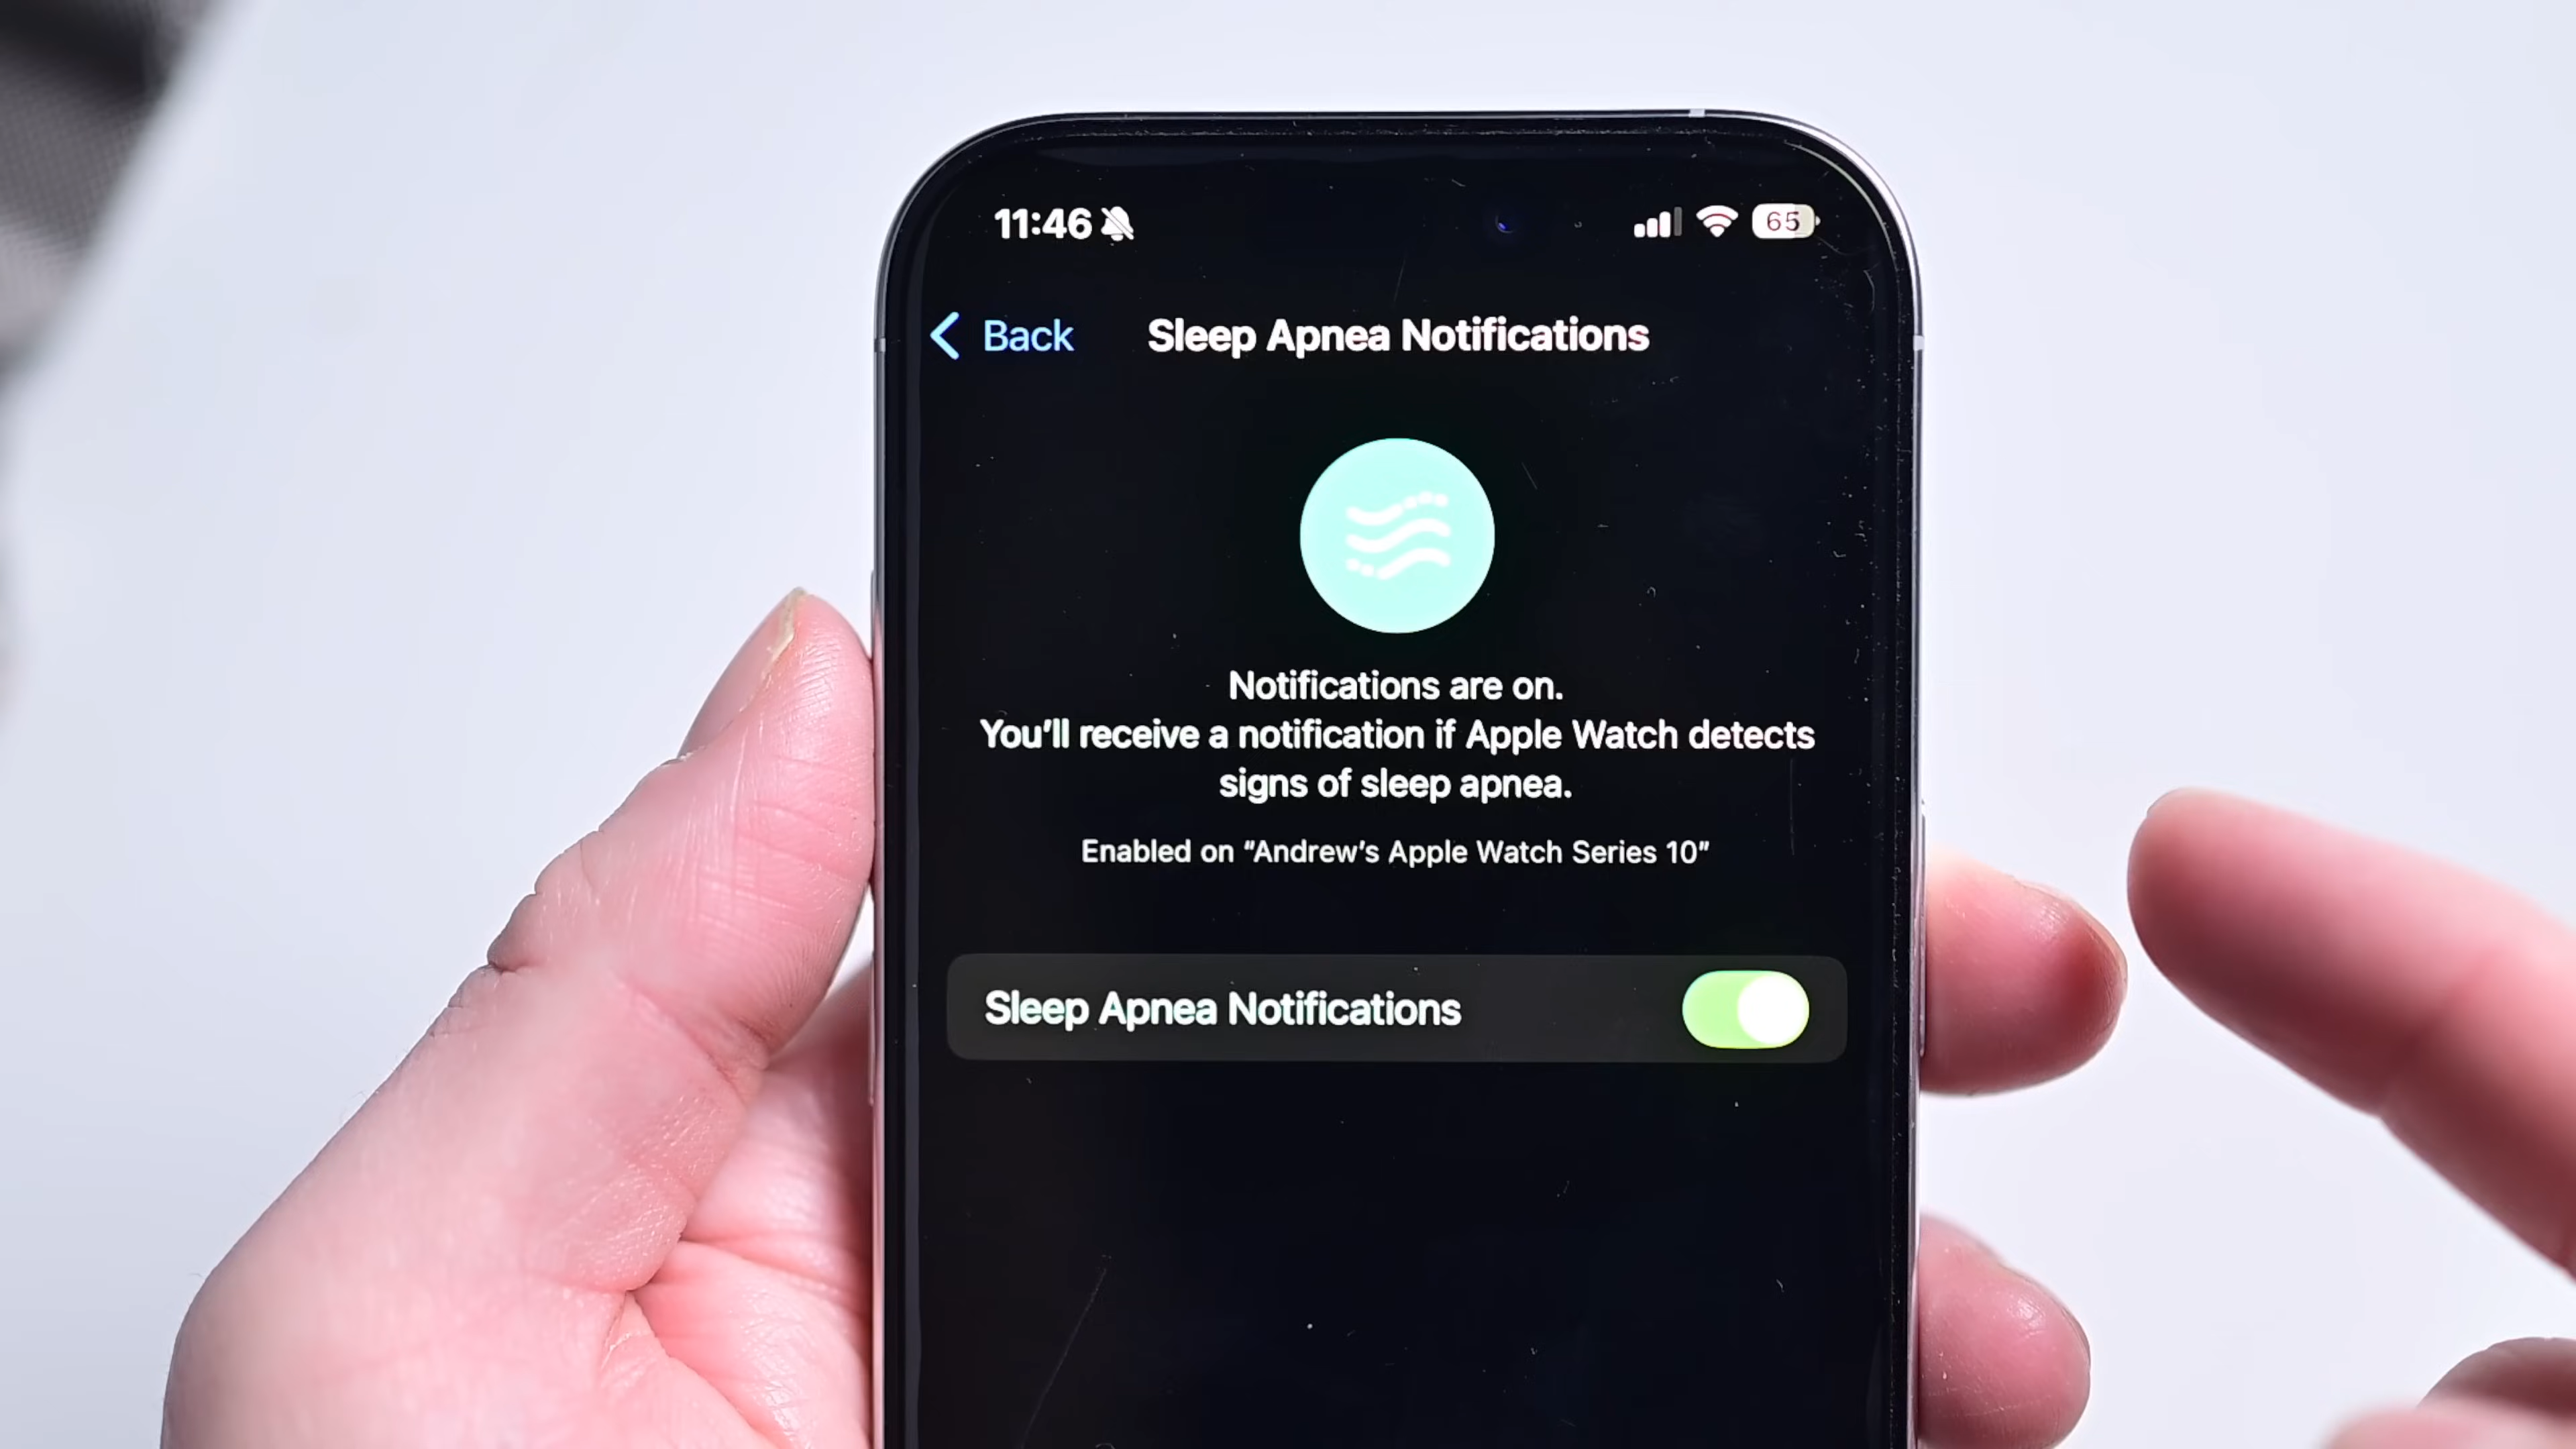 11:46
65
Back
Sleep Apnea Notifications
Notifications are on.
You'll receive a notification if Apple Watch detects
signs of sleep apnea.
Enabled on “Andrew's Apple Watch Series 10”
Sleep Apnea Notifications